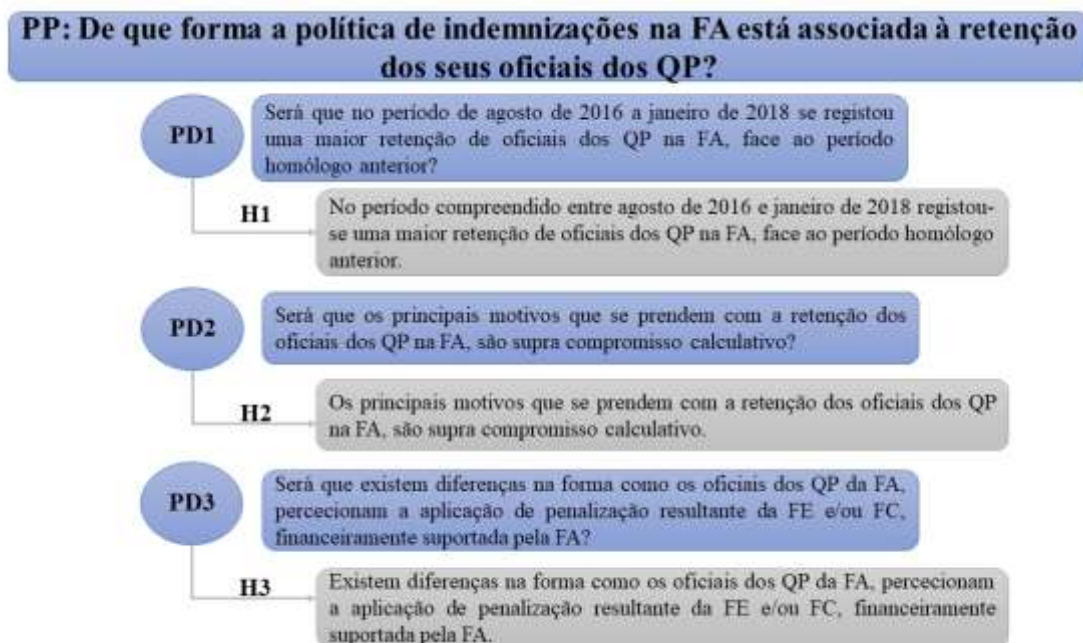 PP: De que forma a política de indemnizações na FA está associada à retenção
dos seus oficiais dos QP?
PD1
Será que no período de agosto de 2016 a janeiro de 2018 se registou
uma maior retenção de oficiais dos QP na FA, face ao período
homólogo anterior?
H1
No período compreendido entre agosto de 2016 e janeiro de 2018 registou-
se uma maior retenção de oficiais dos QP na FA, face ao período homólogo
anterior.
PD2
Será que os principais motivos que se prendem com a retenção dos
oficiais dos QP na FA, são supra compromisso calculativo?
H2
Os principais motivos que se prendem com a retenção dos oficiais dos QP
na FA, são supra compromisso calculativo.
PD3
Será que existem diferenças na forma como os oficiais dos QP da FA,
percecionam a aplicação de penalização resultante da FE e/ou FC,
financeiramente suportada pela FA?
H3
Existem diferenças na forma como os oficiais dos QP da FA, percecionam
a aplicação de penalização resultante da FE e/ou FC, financeiramente
suportada pela FA.